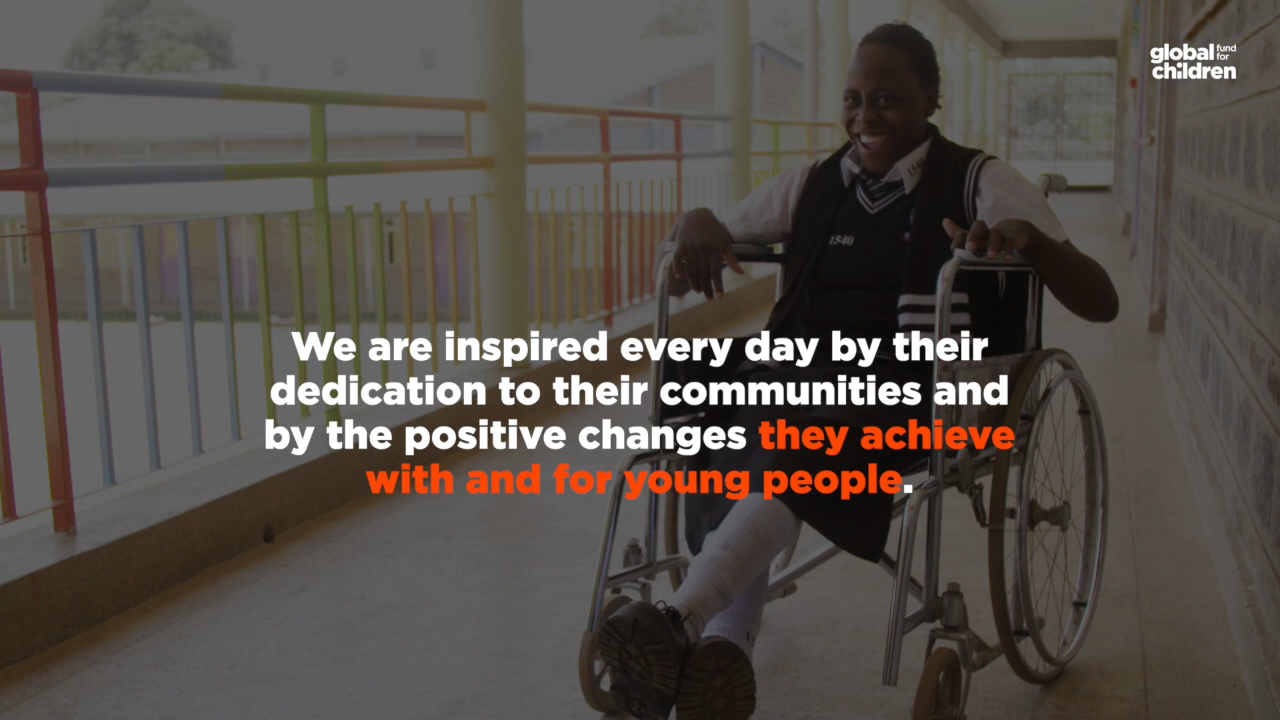 global fund for
children
1540
1540
We are inspired every day by their
dedication to their communities and
by the positive changes they achieve
with and for young people.